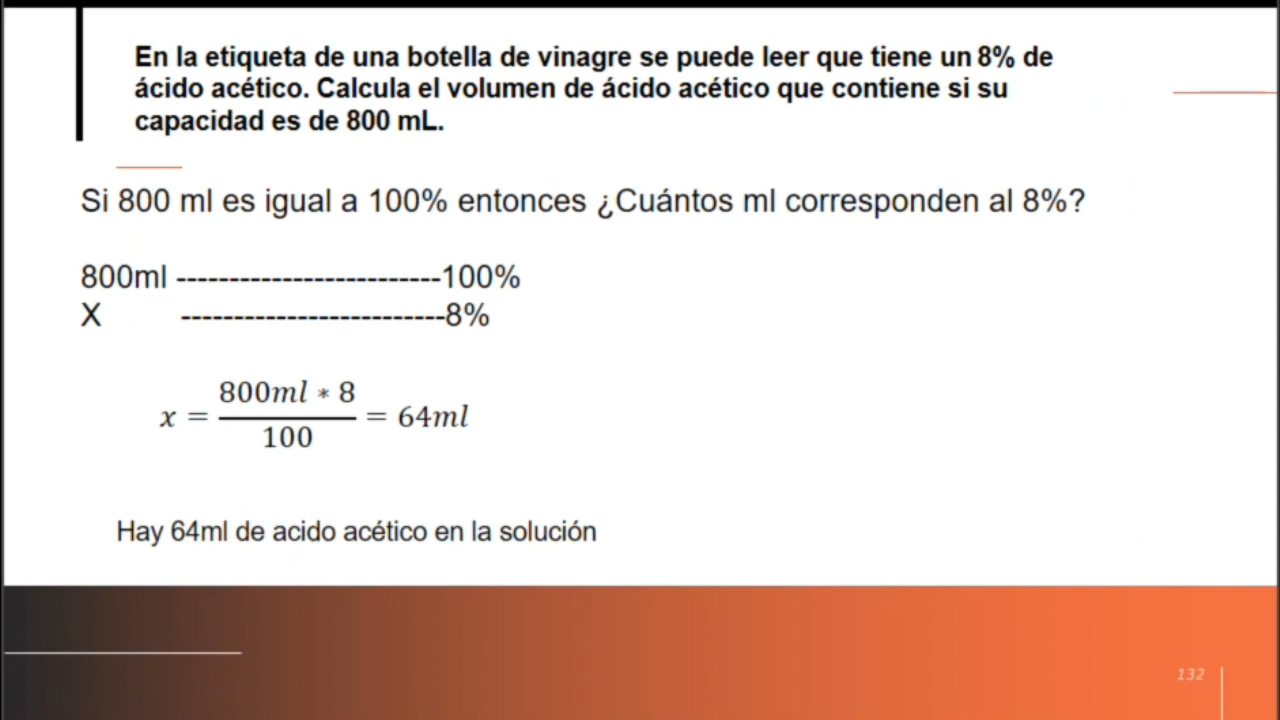 En la etiqueta de una botella de vinagre se puede leer que tiene un 8% de
ácido acético. Calcula el volumen de ácido acético que contiene si su
capacidad es de 800 mL.
Si 800 ml es igual a 100% entonces ¿Cuántos ml corresponden al 8%?
800ml -------------------------100%
X -------------------------8%
x = 800ml * 8 / 100 = 64ml
Hay 64ml de acido acético en la solución
132